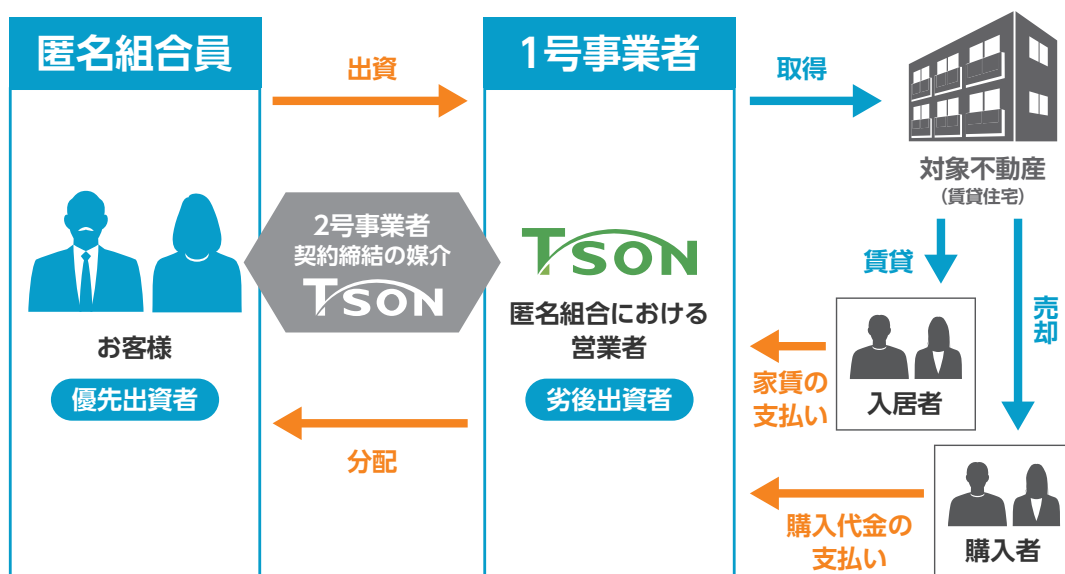 匿名組合員
出資
1号事業者
取得
対象不動産
(賃貸住宅)
2号事業者
契約締結の媒介
TSON
TSON
匿名組合における
営業者
お客様
優先出資者
劣後出資者
分配
賃貸
売却
入居者
家賃の
支払い
購入者
購入代金の
支払い